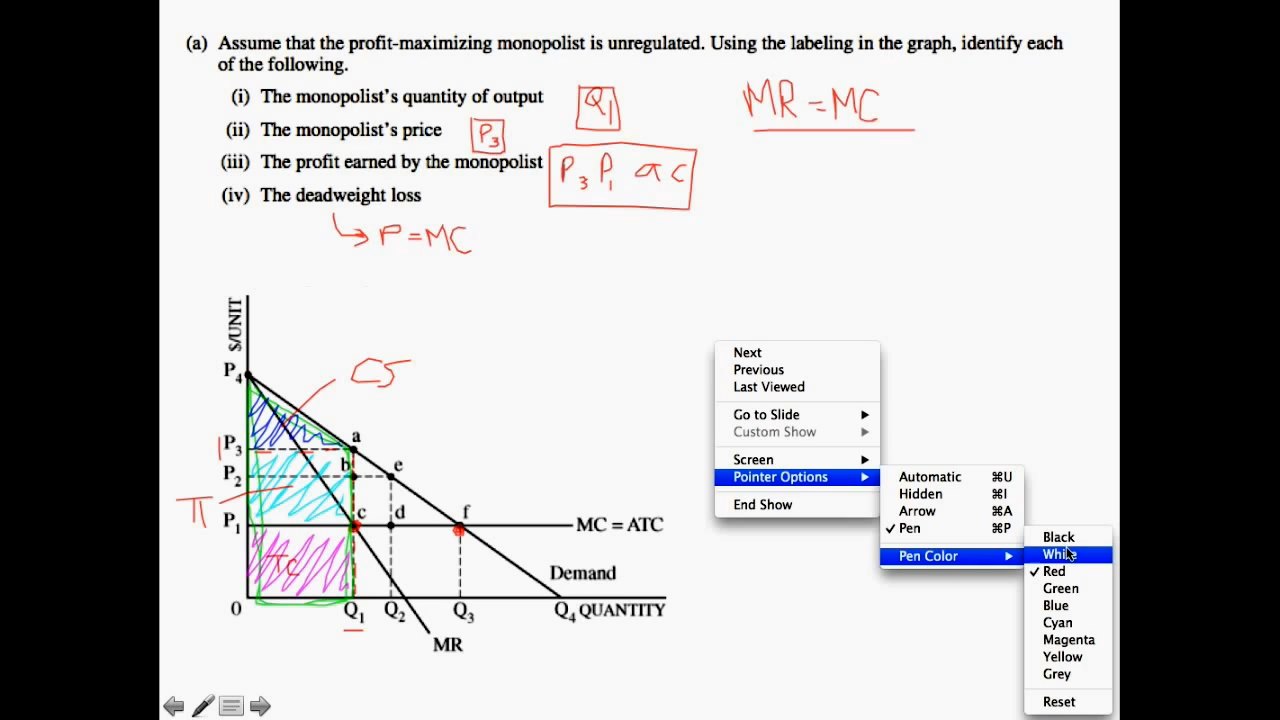 (a) Assume that the profit-maximizing monopolist is unregulated. Using the labeling in the graph, identify each
of the following.
(i) The monopolist's quantity of output Q1 MR = MC
(ii) The monopolist's price P3
(iii) The profit earned by the monopolist P3 P1 a c
(iv) The deadweight loss
P = MC
$/UNIT
P4 CS
P3 a
P2 b e
π
P1 c d f MC = ATC
TC
Demand
0 Q1 Q2 Q3 Q4 QUANTITY
MR
Next
Previous
Last Viewed
Go to Slide
Custom Show
Screen
Pointer Options
End Show
Automatic ⌘U
Hidden ⌘I
Arrow ⌘A
✓ Pen ⌘P
Pen Color
Black
White
✓ Red
Green
Blue
Cyan
Magenta
Yellow
Grey
Reset